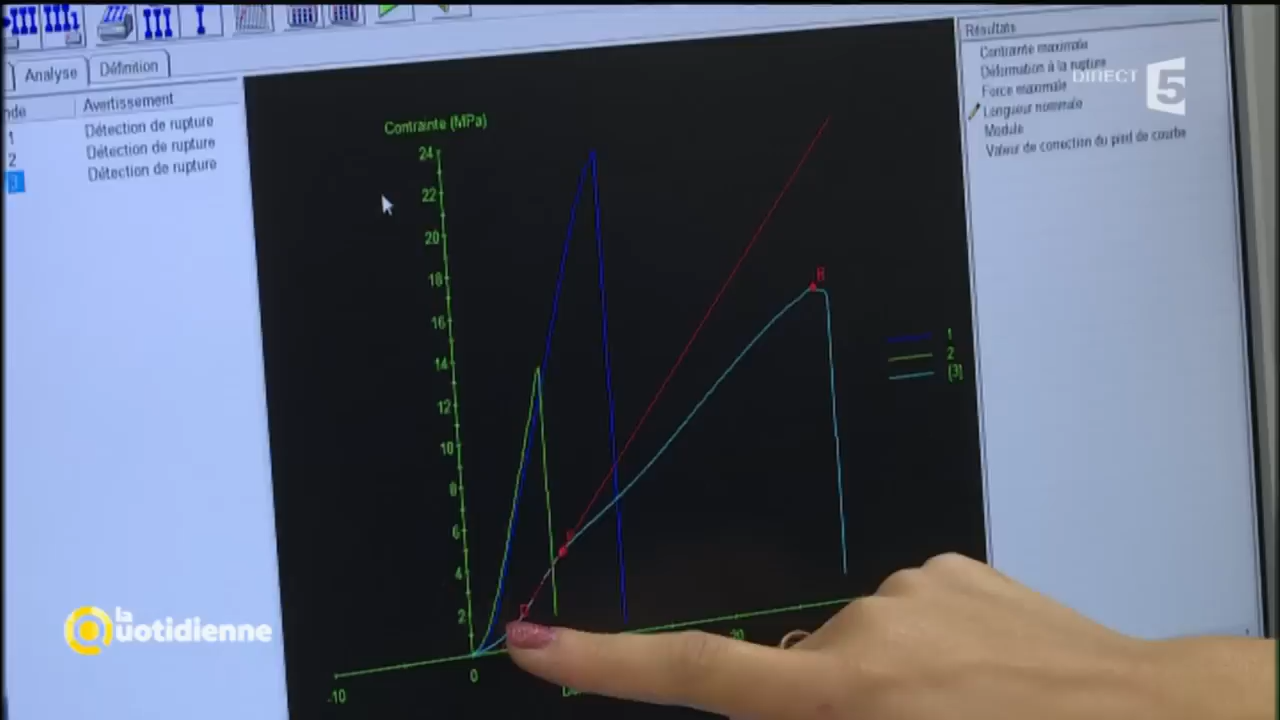 Analyse
Définition
Avertissement
1 Détection de rupture
2 Détection de rupture
3 Détection de rupture
Contrainte (MPa)
24
22
20
18
16
14
12
10
8
6
4
2
-10
0
20
B
1
2
[3]
Résultats
Contrainte maximale
Déformation à la rupture
Force maximale
Longueur nominale
Module
Valeur de correction du pied de courbe
DIRECT 5
la Quotidienne